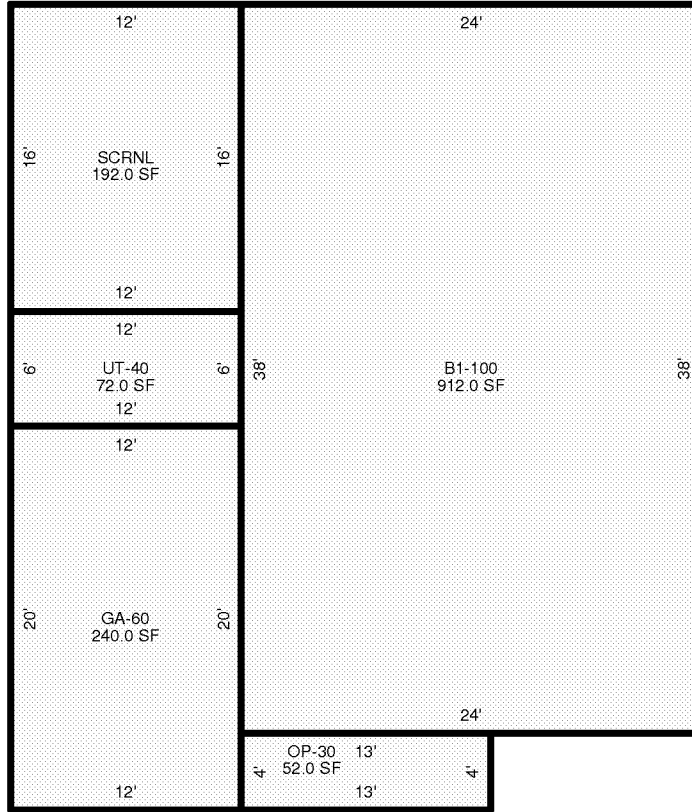 12'
24'
16'
SCRNL
192.0 SF
16'
12'
12'
6'
UT-40
72.0 SF
6'
12'
38'
B1-100
912.0 SF
38'
12'
20'
GA-60
240.0 SF
20'
12'
24'
OP-30 13'
52.0 SF
4'
4'
13'